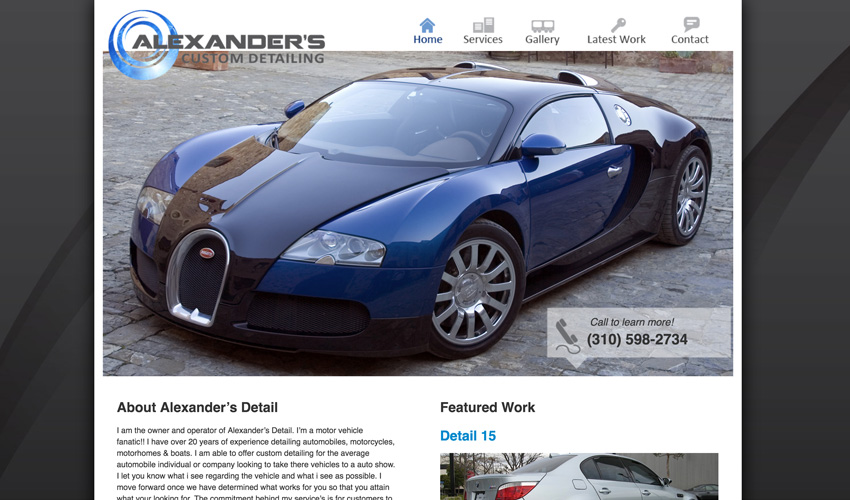 ALEXANDER'S
CUSTOM DETAILING
Home
Services
Gallery
Latest Work
Contact
Call to learn more!
(310) 598-2734
About Alexander's Detail
I am the owner and operator of Alexander's Detail. I'm a motor vehicle
fanatic!! I have over 20 years of experience detailing automobiles, motorcycles,
motorhomes & boats. I am able to offer custom detailing for the average
automobile individual or company looking to take there vehicles to a auto show.
I let you know what i see regarding the vehicle and what i see as possible. I
move forward once we have determined what works for you so that you attain
what your looking for. The commitment behind my service's is for customers to
Featured Work
Detail 15